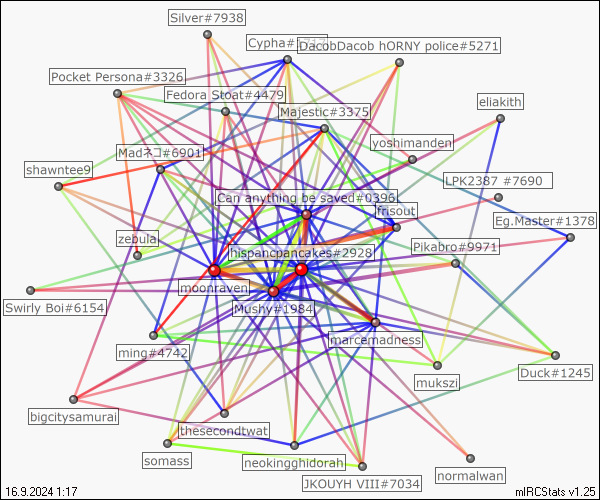 Silver#7938
Cypha#
DacobDacob hORNY police#5271
Pocket Persona#3326
Fedora Stoat#4479
Majestic#3375
eliakith
yoshimanden
Madネコ#6901
shawntee9
LPK2387 #7690
Can anything be saved#0396
frisout
Eg.Master#1378
zebula
hispancpancakes#2928
Pikabro#9971
moonraven
Swirly Boi#6154
Mushy#1984
marcemadness
ming#4742
Duck#1245
mukszi
bigcitysamurai
thesecondtwat
somass
neokingghidorah
normalwan
JKOUYH VIII#7034
16.9.2024 1:17
mIRCStats v1.25